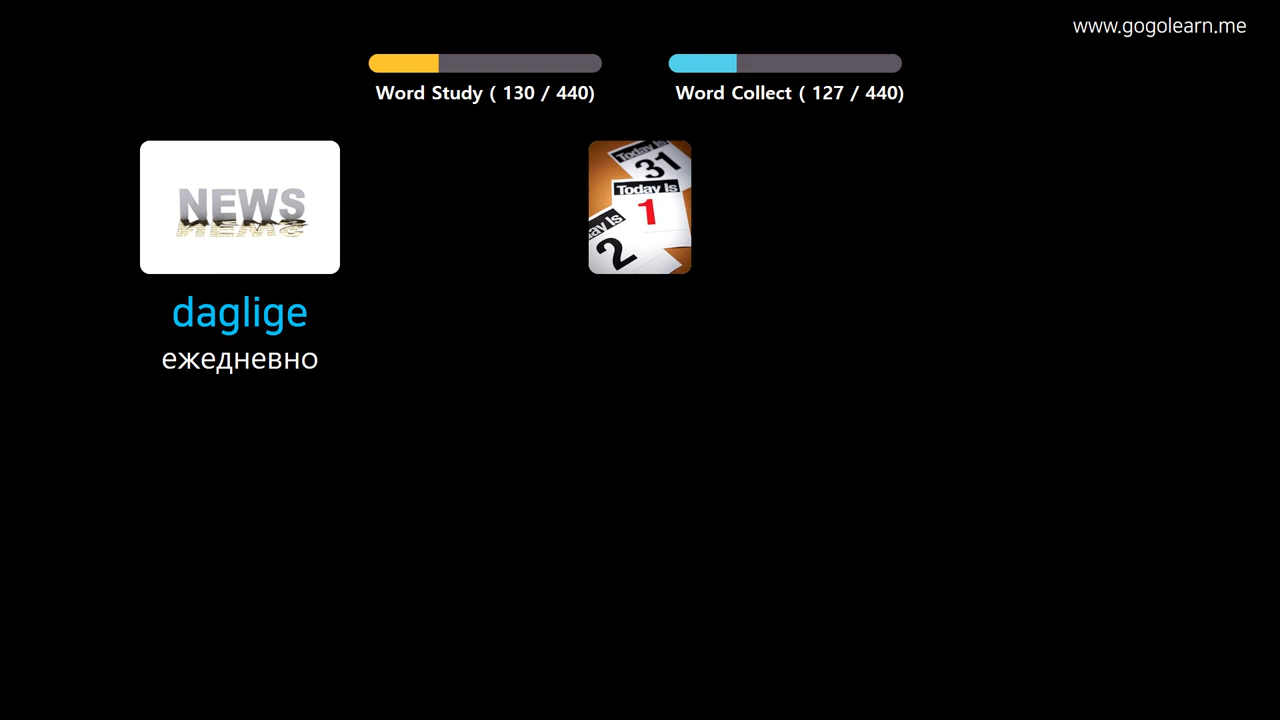 www.gogolearn.me
Word Study ( 130 / 440)
Word Collect ( 127 / 440)
NEWS
Today Is
31
Today Is
1
ay Is
2
daglige
ежедневно